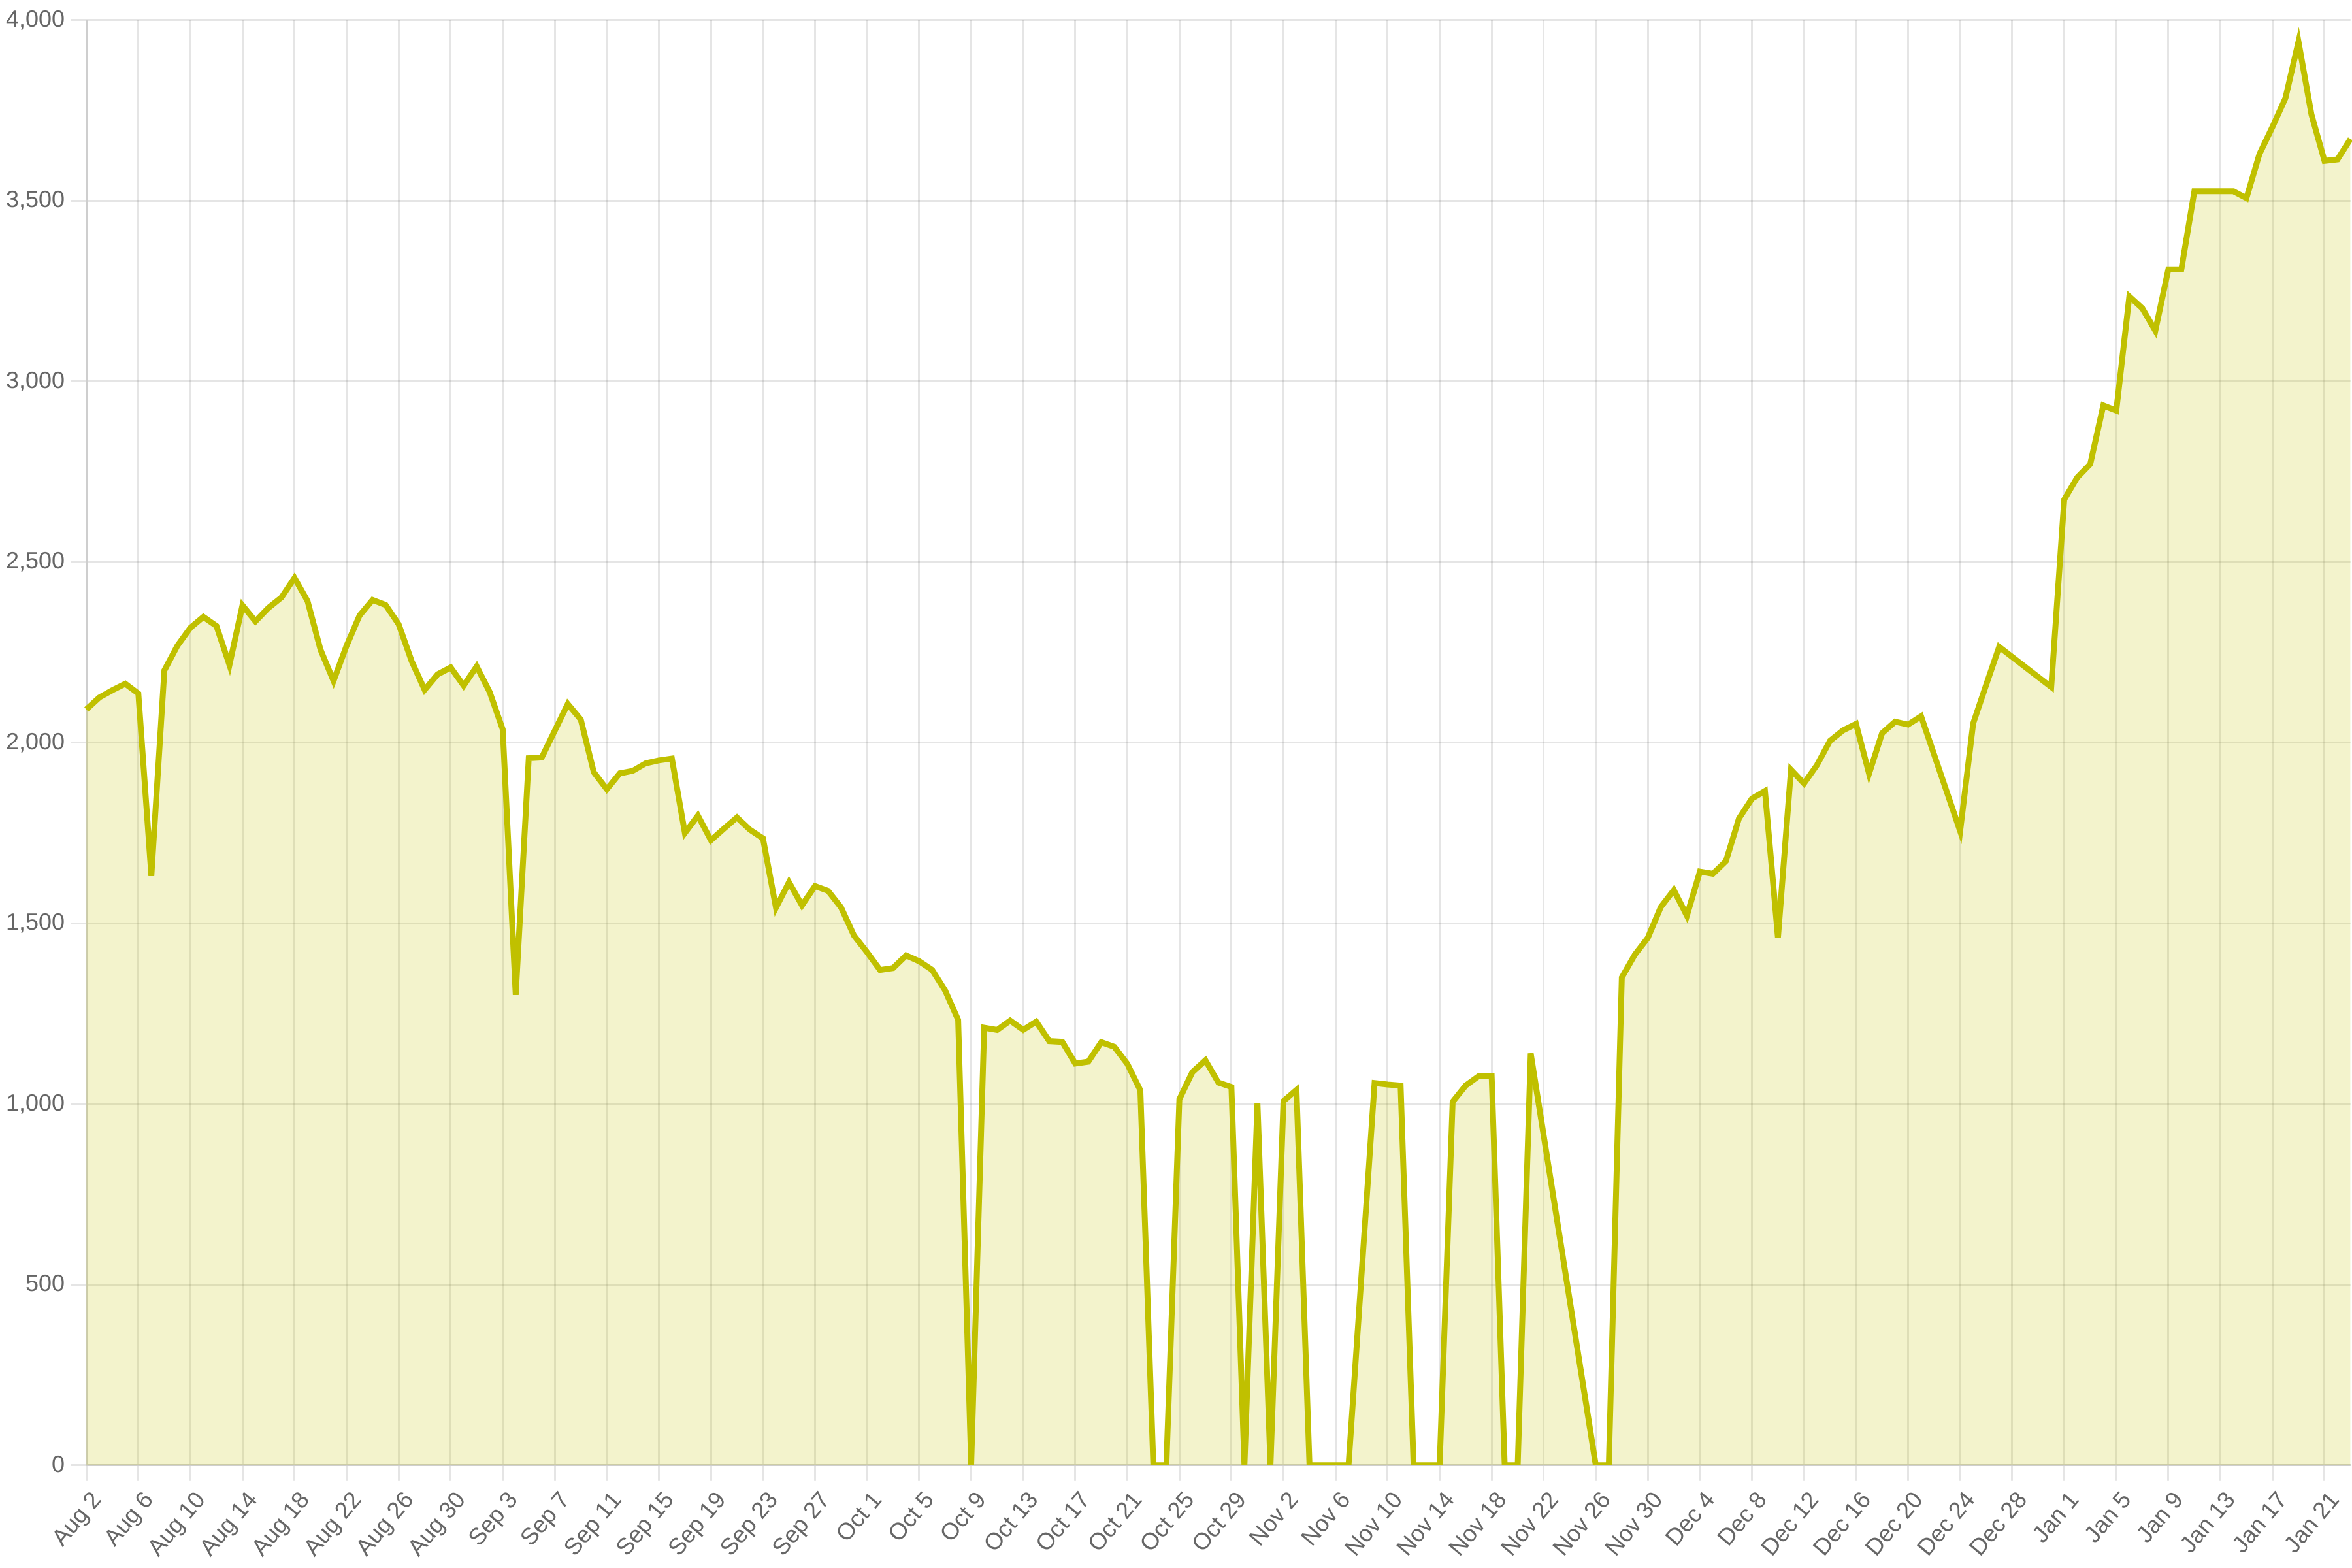 4,000
3,500
3,000
2,500
2,000
1,500
1,000
500
0
Aug 2
Aug 6
Aug 10
Aug 14
Aug 18
Aug 22
Aug 26
Aug 30
Sep 3
Sep 7
Sep 11
Sep 15
Sep 19
Sep 23
Sep 27
Oct 1
Oct 5
Oct 9
Oct 13
Oct 17
Oct 21
Oct 25
Oct 29
Nov 2
Nov 6
Nov 10
Nov 14
Nov 18
Nov 22
Nov 26
Nov 30
Dec 4
Dec 8
Dec 12
Dec 16
Dec 20
Dec 24
Dec 28
Jan 1
Jan 5
Jan 9
Jan 13
Jan 17
Jan 21